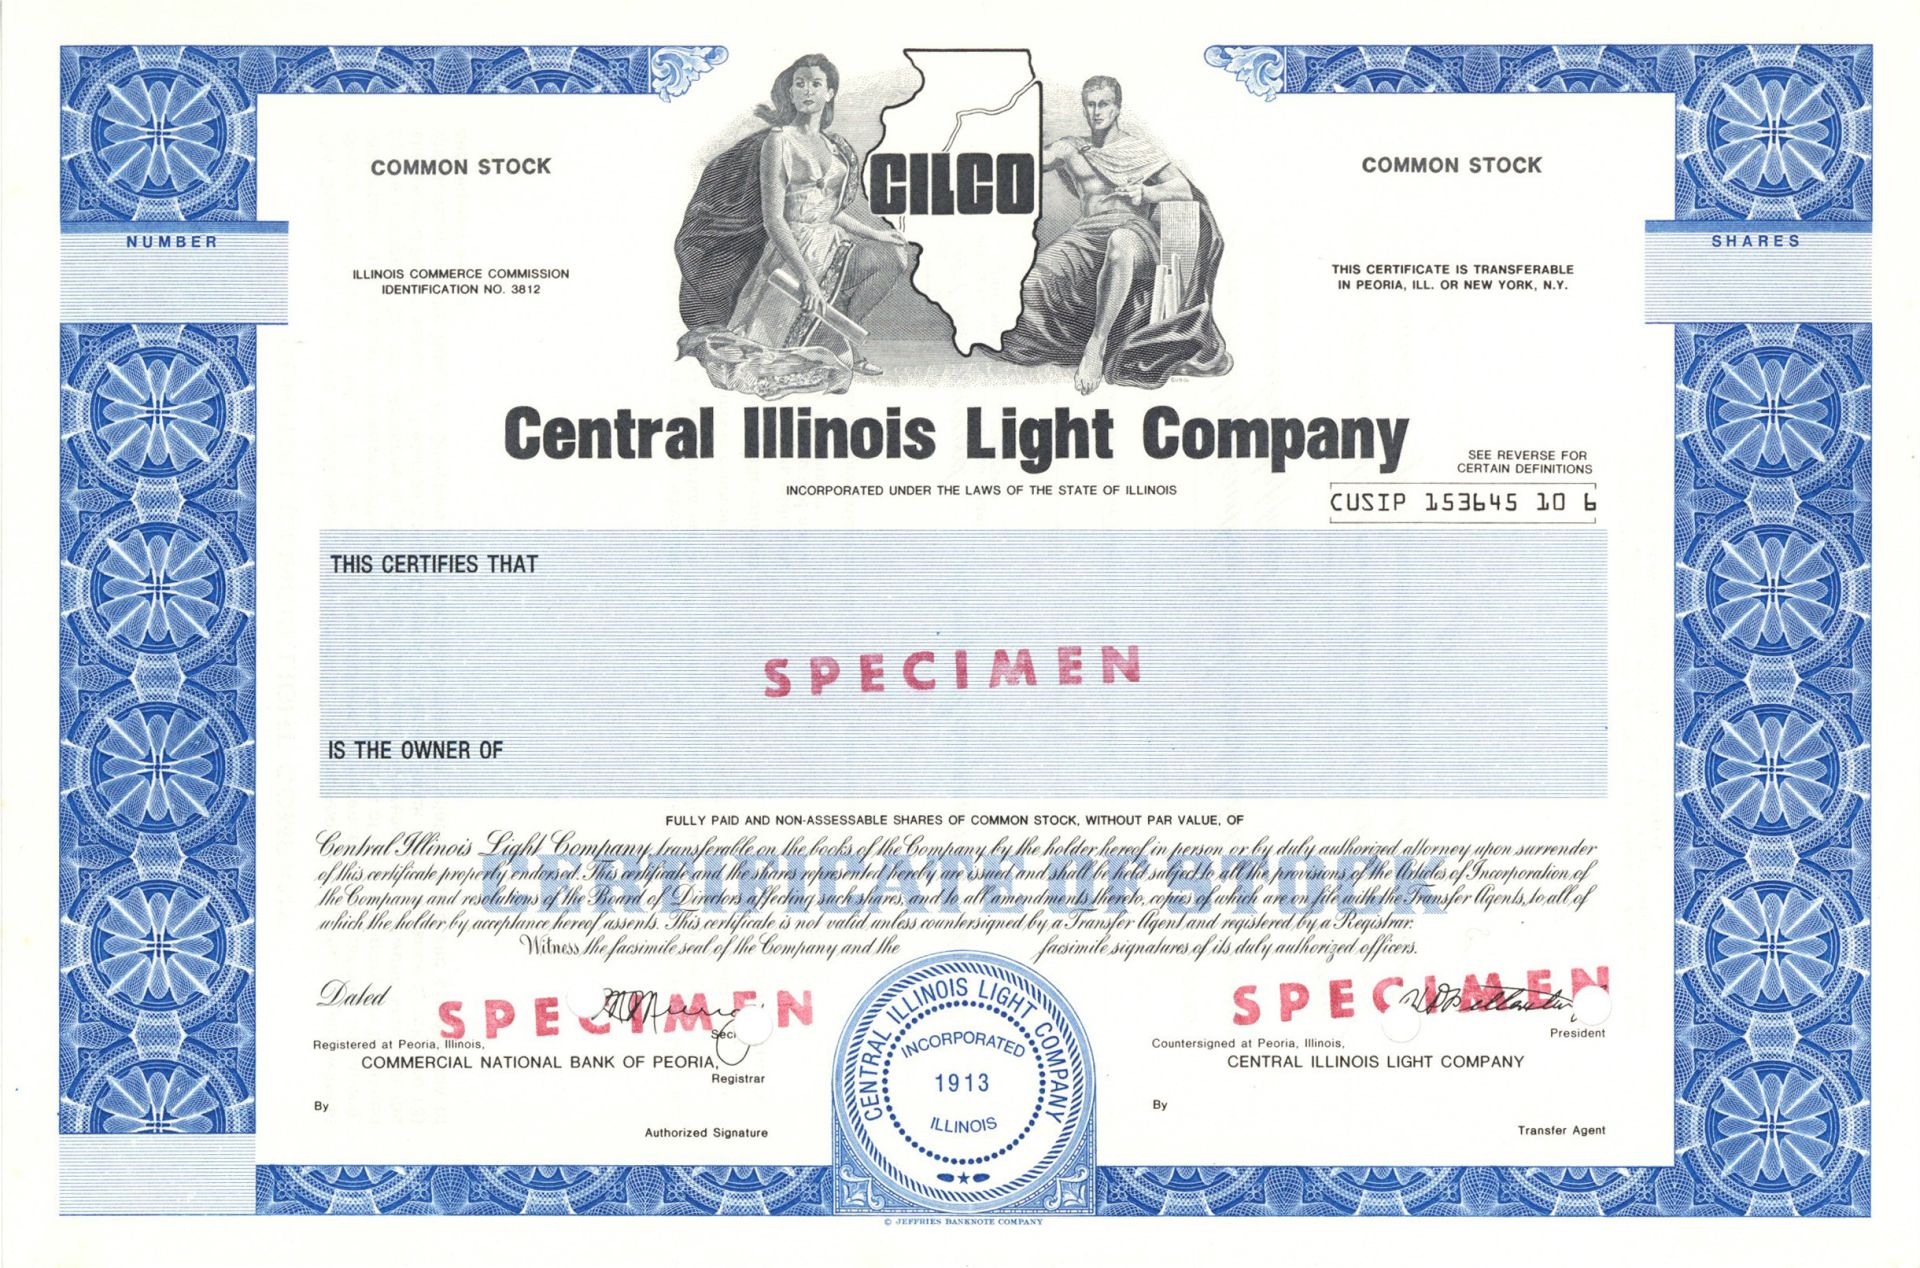 CILCO
COMMON STOCK
COMMON STOCK
NUMBER
SHARES
ILLINOIS COMMERCE COMMISSION
IDENTIFICATION NO. 3812
THIS CERTIFICATE IS TRANSFERABLE
IN PEORIA, ILL. OR NEW YORK, N.Y.
Central Illinois Light Company
SEE REVERSE FOR
CERTAIN DEFINITIONS
INCORPORATED UNDER THE LAWS OF THE STATE OF ILLINOIS
CUSIP 153645 10 6
THIS CERTIFIES THAT
SPECIMEN
IS THE OWNER OF
FULLY PAID AND NON-ASSESSABLE SHARES OF COMMON STOCK, WITHOUT PAR VALUE, OF
Central Illinois Light Company, transferable on the books of the Company by the holder hereof in person or by duly authorized attorney upon surrender
of this certificate properly endorsed. This certificate and the shares represented hereby are issued and shall be held subject to all the provisions of the Articles of Incorporation of
the Company and resolutions of the Board of Directors affecting such shares, and to all amendments thereto, copies of which are on file with the Transfer Agents, to all of
which the holder, by acceptance hereof assents. This certificate is not valid unless countersigned by a Transfer Agent and registered by a Registrar.
CERTIFICATE OF STOCK
Witness the facsimile seal of the Company and the facsimile signatures of its duly authorized officers.
Dated
SPECIMEN
SPECIMEN
President
Registered at Peoria, Illinois,
COMMERCIAL NATIONAL BANK OF PEORIA,
Registrar
By
Authorized Signature
CENTRAL ILLINOIS LIGHT COMPANY
INCORPORATED
1913
ILLINOIS
Countersigned at Peoria, Illinois,
CENTRAL ILLINOIS LIGHT COMPANY
By
Transfer Agent
© JEFFRIES BANKNOTE COMPANY